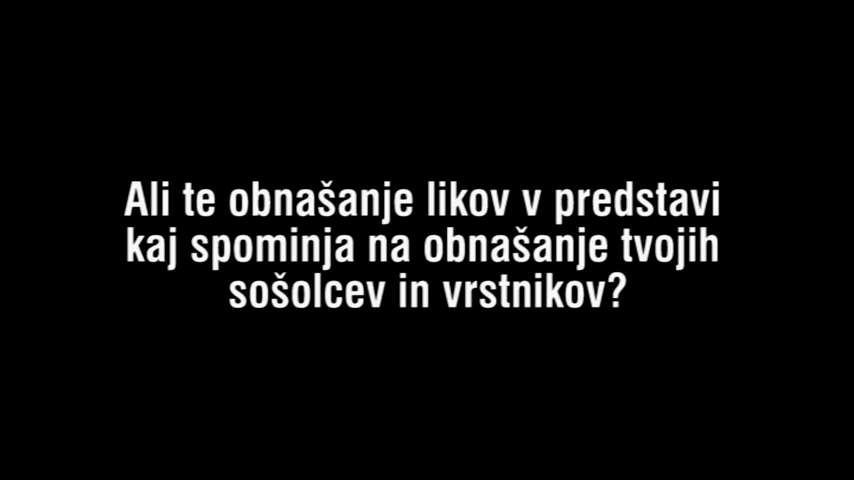 Ali te obnašanje likov v predstavi
kaj spominja na obnašanje tvojih
sošolcev in vrstnikov?